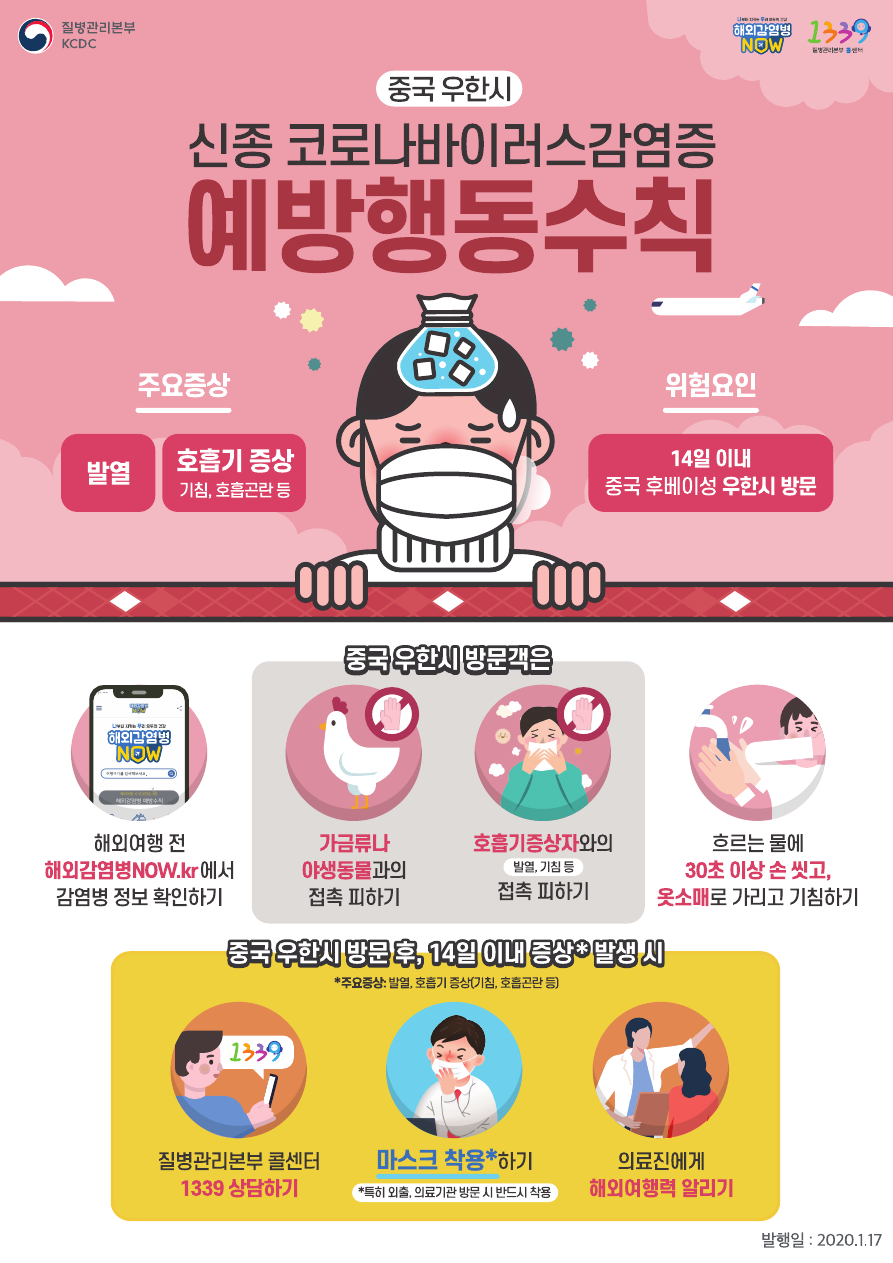 질병관리본부
KCDC
해외감염병
NOW
1339
질병관리본부 콜센터
중국 우한시
신종 코로나바이러스감염증
예방행동수칙
주요증상
발열
호흡기 증상
기침, 호흡곤란 등
위험요인
14일 이내
중국 후베이성 우한시 방문
중국 우한시 방문객은
해외감염병
NOW
해외감염병 예방수칙
해외여행 전
해외감염병NOW.kr에서
감염병 정보 확인하기
가금류나
야생동물과의
접촉 피하기
호흡기증상자와의
발열, 기침 등
접촉 피하기
흐르는 물에
30초 이상 손 씻고,
옷소매로 가리고 기침하기
중국 우한시 방문 후, 14일 이내 증상* 발생 시
*주요증상: 발열, 호흡기 증상(기침, 호흡곤란 등)
1339
질병관리본부 콜센터
1339 상담하기
마스크 착용*하기
*특히 외출, 의료기관 방문 시 반드시 착용
의료진에게
해외여행력 알리기
발행일 : 2020.1.17